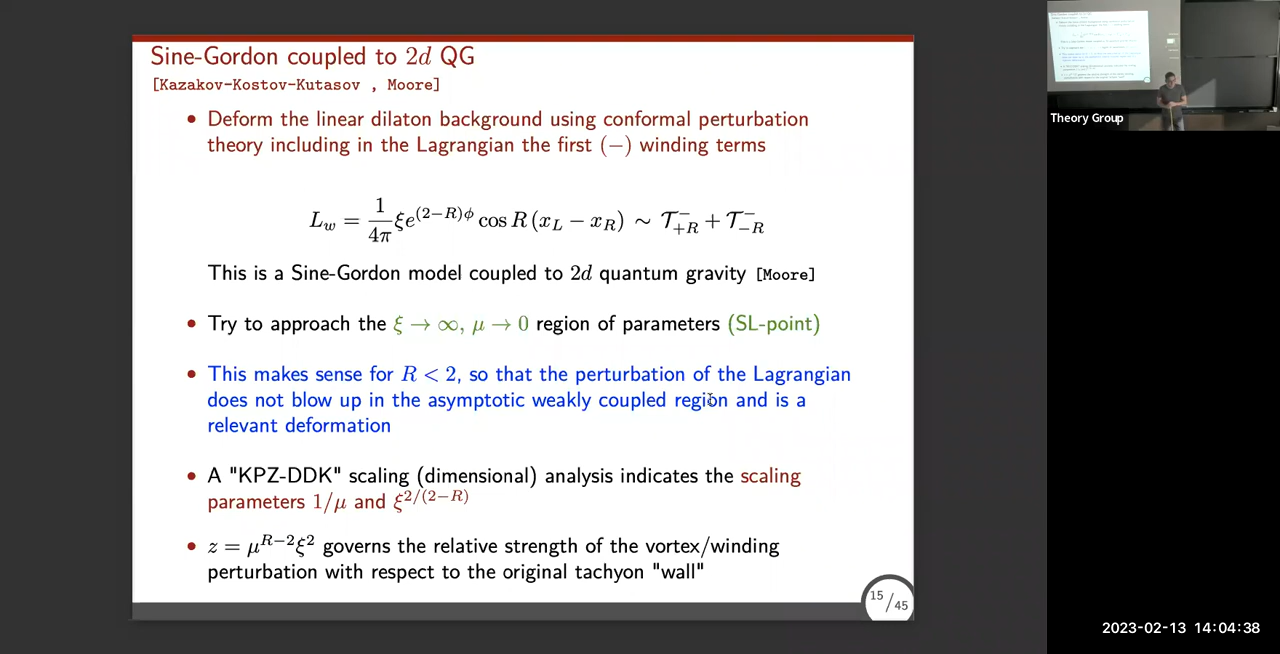 Sine-Gordon coupled to 2d QG
[Kazakov-Kostov-Kutasov , Moore]
• Deform the linear dilaton background using conformal perturbation
theory including in the Lagrangian the first (−) winding terms
L_w = \frac{1}{4π} ξe^{(2−R)ϕ} cos R (x_L − x_R) ∼ 𝒯^−_{+R} + 𝒯^−_{−R}
This is a Sine-Gordon model coupled to 2d quantum gravity [Moore]
• Try to approach the ξ → ∞, μ → 0 region of parameters (SL-point)
• This makes sense for R < 2, so that the perturbation of the Lagrangian
does not blow up in the asymptotic weakly coupled region and is a
relevant deformation
• A "KPZ-DDK" scaling (dimensional) analysis indicates the scaling
parameters 1/μ and ξ^{2/(2−R)}
• z = μ^{R−2}ξ^2 governs the relative strength of the vortex/winding
perturbation with respect to the original tachyon "wall"
15/45
Theory Group
2023-02-13 14:04:38